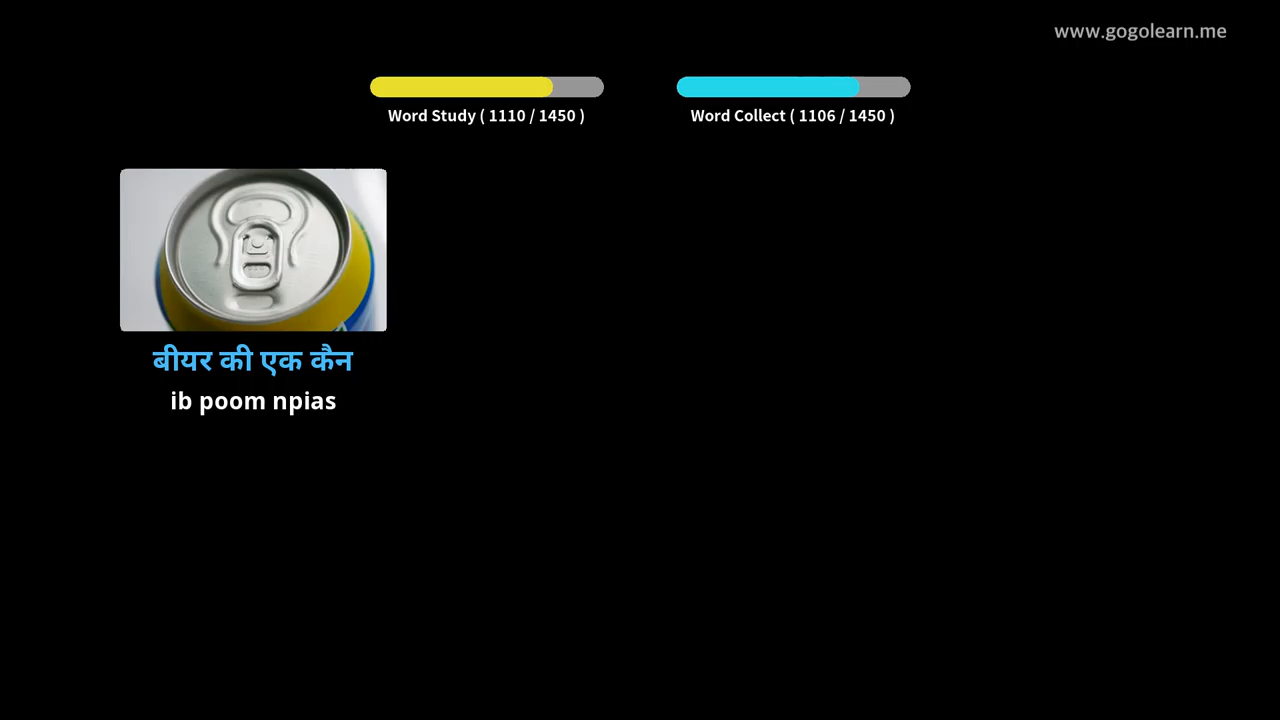 www.gogolearn.me
Word Study ( 1110 / 1450 )
Word Collect ( 1106 / 1450 )
बीयर की एक कैन
ib poom npias